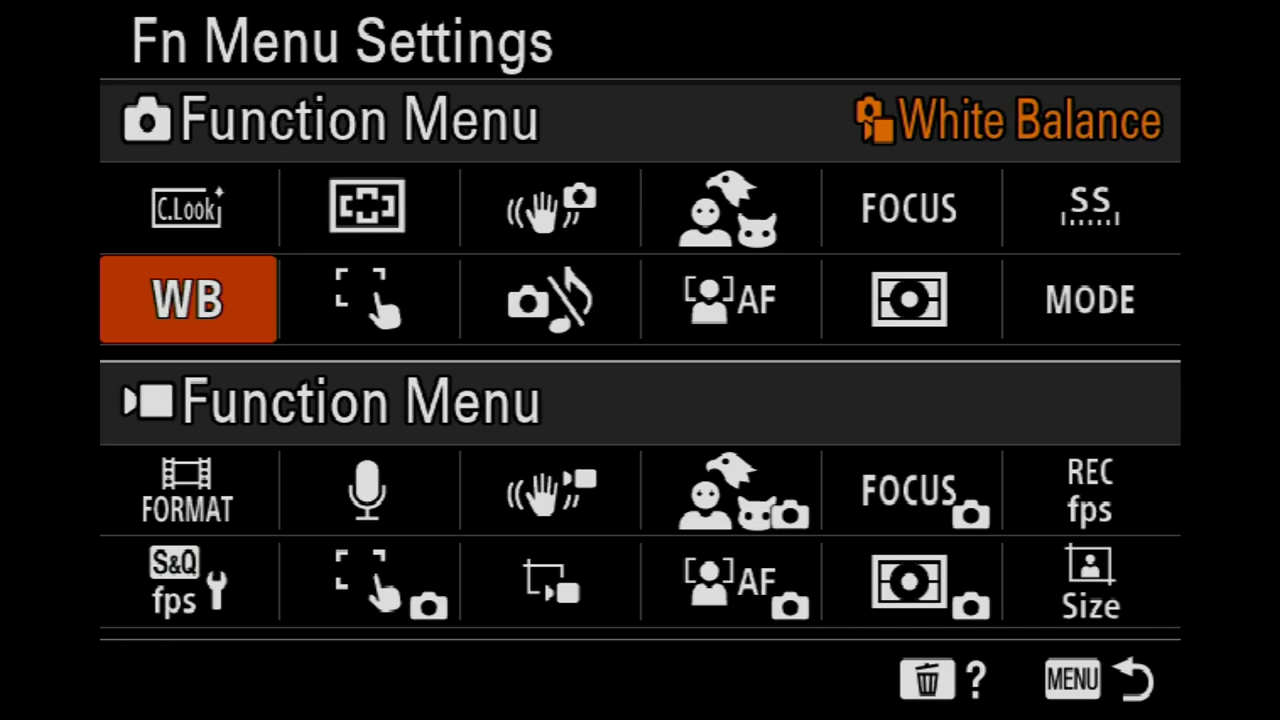 Fn Menu Settings
Function Menu White Balance
C.Look FOCUS SS
WB AF MODE
Function Menu
FORMAT FOCUS REC fps
S&Q fps AF Size
? MENU